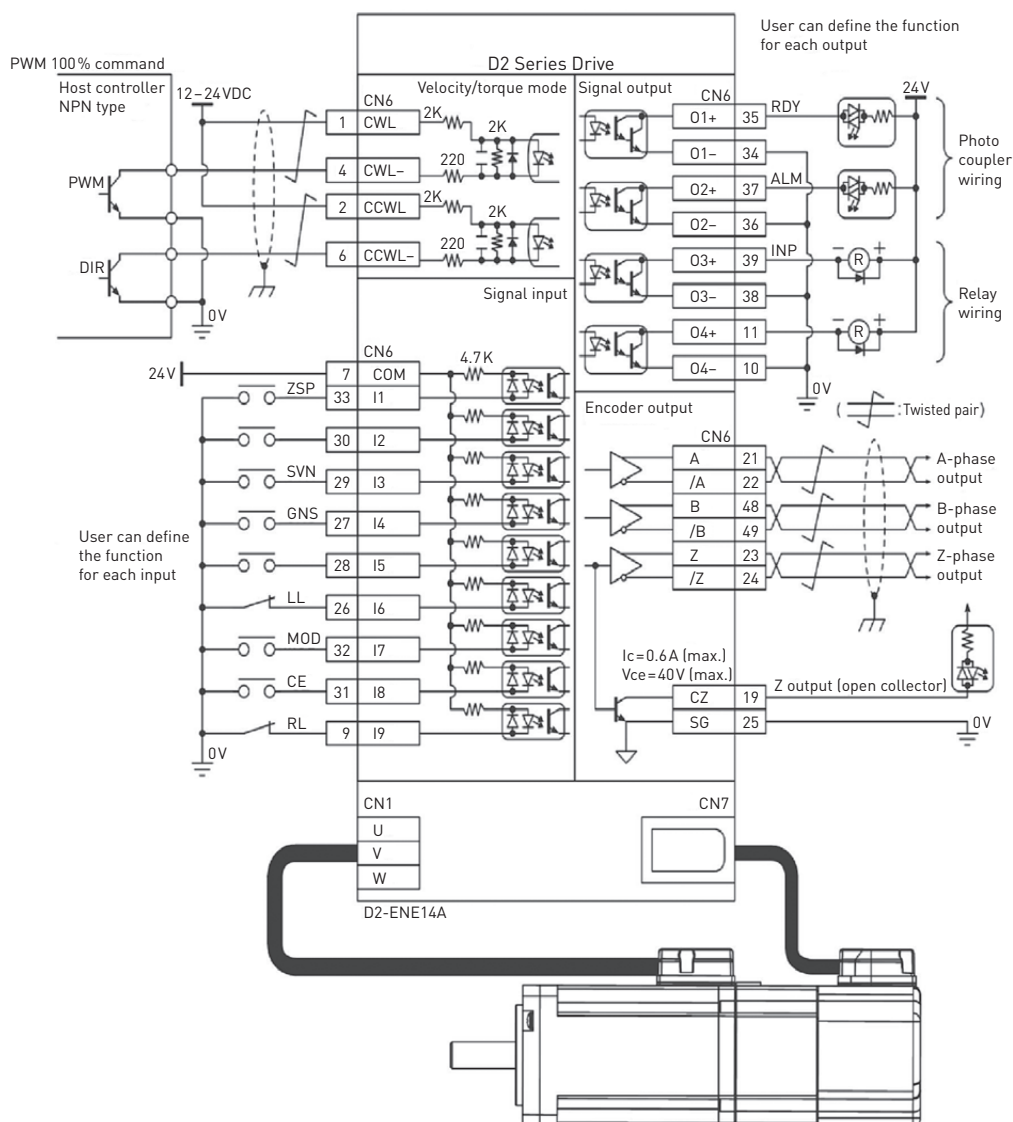 User can define the function
for each output
PWM 100% command
D2 Series Drive
Host controller
NPN type
12–24VDC
Velocity/torque mode
Signal output
24V
CN6
CN6
1 CWL 2K
2K
220
4 CWL–
2 CCWL 2K
2K
220
6 CCWL–
PWM
DIR
0V
O1+ 35 RDY
O1– 34
O2+ 37 ALM
O2– 36
O3+ 39 INP
– R +
O3– 38
O4+ 11
– R +
O4– 10
0V
Photo
coupler
wiring
Relay
wiring
Signal input
CN6
4.7K
24V 7 COM
ZSP 33 I1
30 I2
SVN 29 I3
GNS 27 I4
28 I5
LL 26 I6
MOD 32 I7
CE 31 I8
RL 9 I9
0V
User can define
the function
for each input
Encoder output
( : Twisted pair)
CN6
A 21
/A 22
B 48
/B 49
Z 23
/Z 24
A-phase
output
B-phase
output
Z-phase
output
Ic=0.6A (max.)
Vce=40V (max.)
Z output (open collector)
CZ 19
SG 25
0V
CN1
CN7
U
V
W
D2-ENE14A